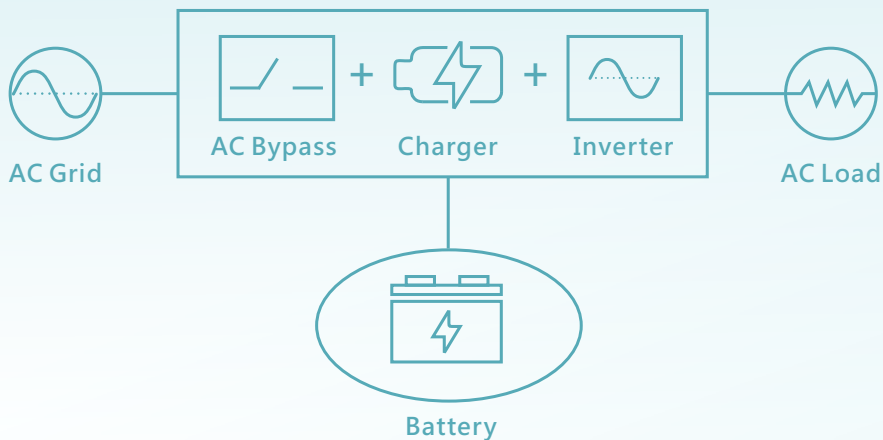 AC Bypass + Charger + Inverter
AC Grid
AC Load
Battery